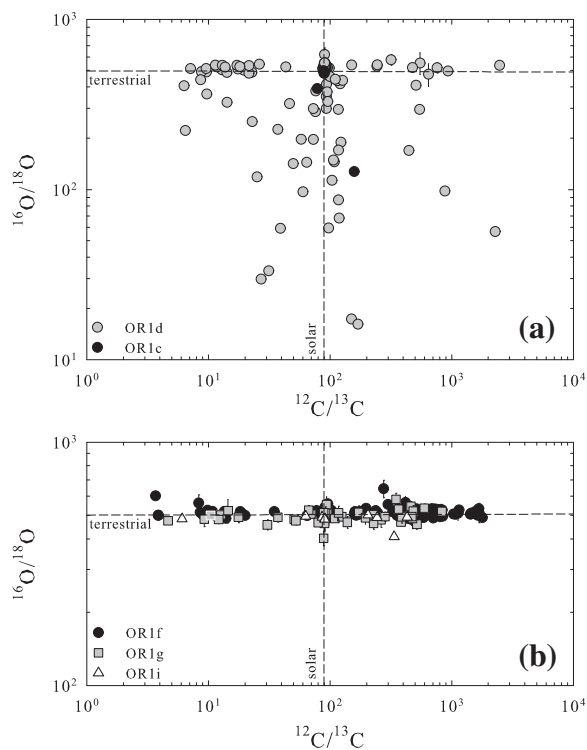 10³
terrestrial
10²
10¹
¹⁶O/¹⁸O
OR1d
OR1c
solar
(a)
10⁰ 10¹ 10² 10³ 10⁴
¹²C/¹³C
10³
terrestrial
10²
¹⁶O/¹⁸O
OR1f
OR1g
OR1i
solar
(b)
10⁰ 10¹ 10² 10³ 10⁴
¹²C/¹³C